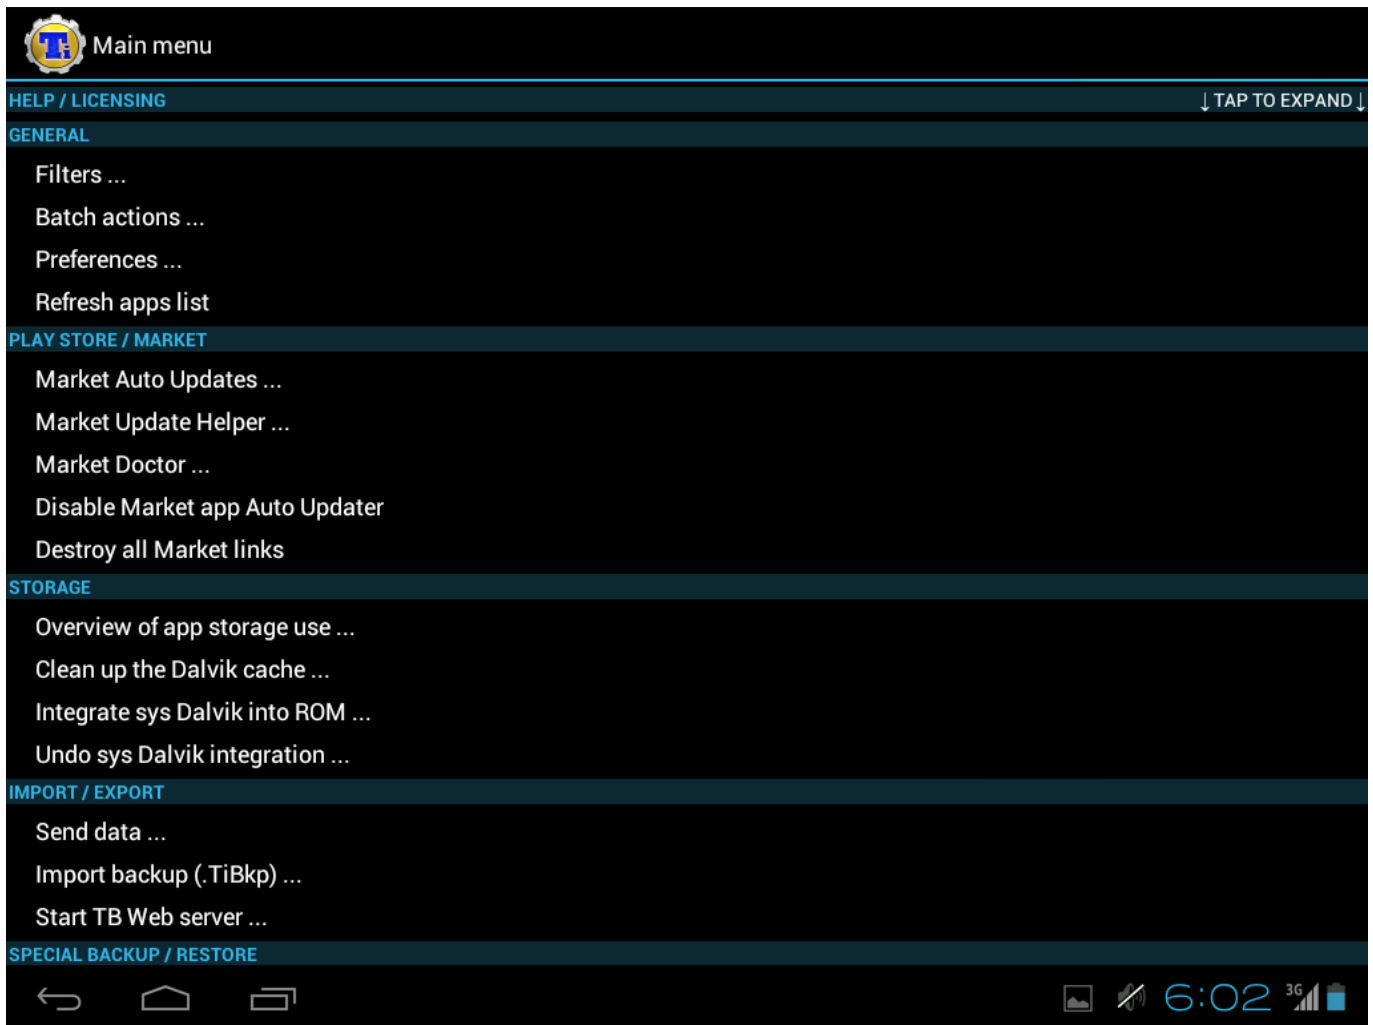 Ti Main menu
HELP / LICENSING ↓ TAP TO EXPAND ↓
GENERAL
Filters ...
Batch actions ...
Preferences ...
Refresh apps list
PLAY STORE / MARKET
Market Auto Updates ...
Market Update Helper ...
Market Doctor ...
Disable Market app Auto Updater
Destroy all Market links
STORAGE
Overview of app storage use ...
Clean up the Dalvik cache ...
Integrate sys Dalvik into ROM ...
Undo sys Dalvik integration ...
IMPORT / EXPORT
Send data ...
Import backup (.TiBkp) ...
Start TB Web server ...
SPECIAL BACKUP / RESTORE
6:02 3G